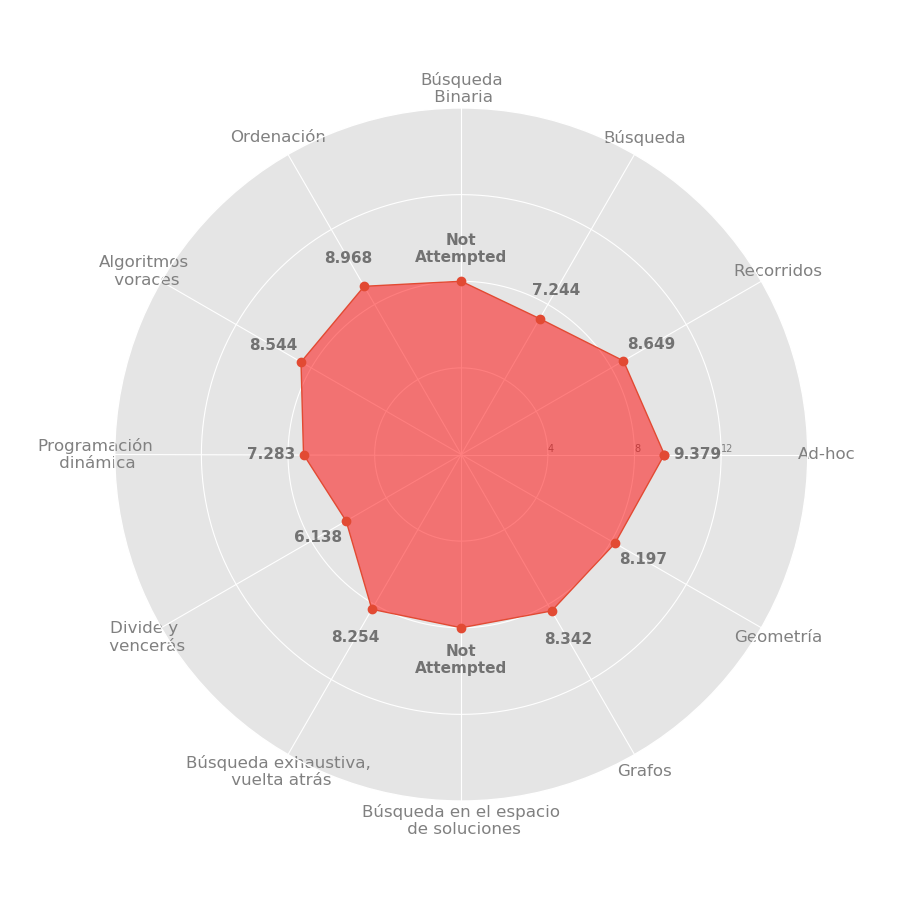 Búsqueda
Binaria
Ordenación
Búsqueda
Not
Attempted
8.968
7.244
Algoritmos
voraces
Recorridos
8.544
8.649
Programación
dinámica
7.283
4
8
9.379
12
Ad-hoc
6.138
8.197
Divide y
vencerás
8.254
Not
Attempted
8.342
Geometría
Búsqueda exhaustiva,
vuelta atrás
Grafos
Búsqueda en el espacio
de soluciones